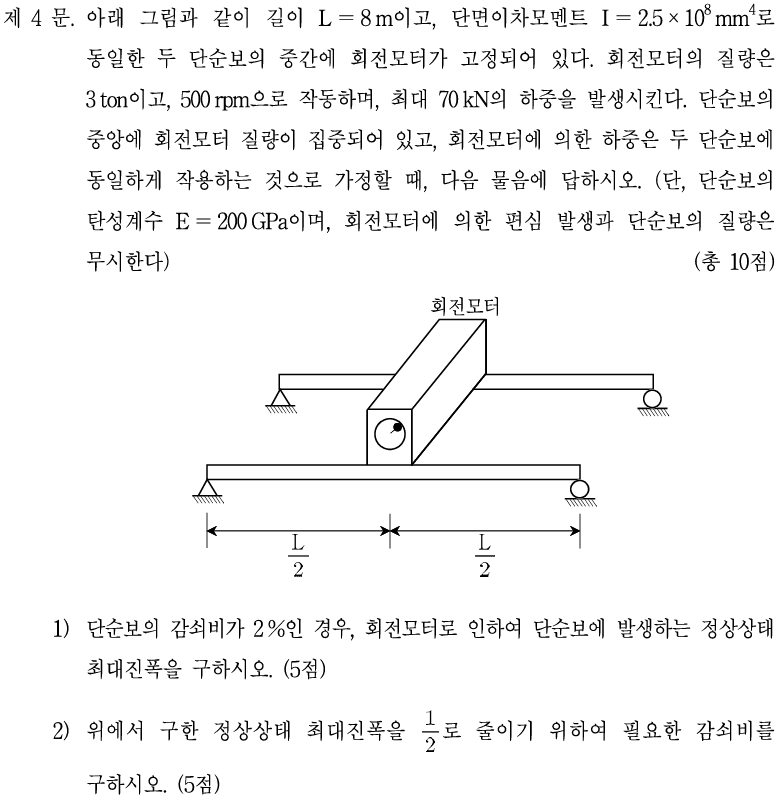 제 4 문. 아래 그림과 같이 길이 L = 8 m이고, 단면이차모멘트 I = 2.5 × 10⁸ mm⁴로
동일한 두 단순보의 중간에 회전모터가 고정되어 있다. 회전모터의 질량은
3 ton이고, 500 rpm으로 작동하며, 최대 70 kN의 하중을 발생시킨다. 단순보의
중앙에 회전모터 질량이 집중되어 있고, 회전모터에 의한 하중은 두 단순보에
동일하게 작용하는 것으로 가정할 때, 다음 물음에 답하시오. (단, 단순보의
탄성계수 E = 200 GPa이며, 회전모터에 의한 편심 발생과 단순보의 질량은
무시한다) (총 10점)
회전모터
L/2 L/2
1) 단순보의 감쇠비가 2 %인 경우, 회전모터로 인하여 단순보에 발생하는 정상상태
최대진폭을 구하시오. (5점)
2) 위에서 구한 정상상태 최대진폭을 1/2로 줄이기 위하여 필요한 감쇠비를
구하시오. (5점)